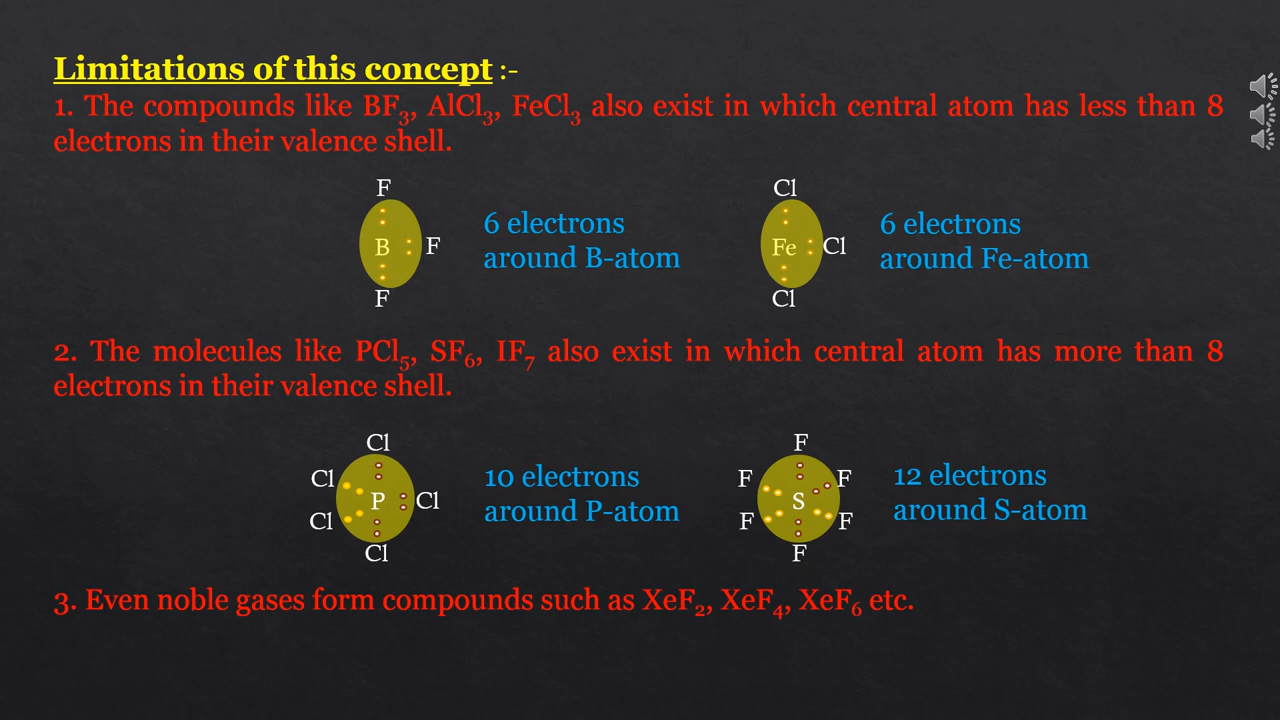 Limitations of this concept :-
1. The compounds like BF₃, AlCl₃, FeCl₃ also exist in which central atom has less than 8
electrons in their valence shell.
F
B F
F
6 electrons
around B-atom
Cl
Fe Cl
Cl
6 electrons
around Fe-atom
2. The molecules like PCl₅, SF₆, IF₇ also exist in which central atom has more than 8
electrons in their valence shell.
Cl
Cl
P Cl
Cl
Cl
10 electrons
around P-atom
F
F F
S
F F
F
12 electrons
around S-atom
3. Even noble gases form compounds such as XeF₂, XeF₄, XeF₆ etc.